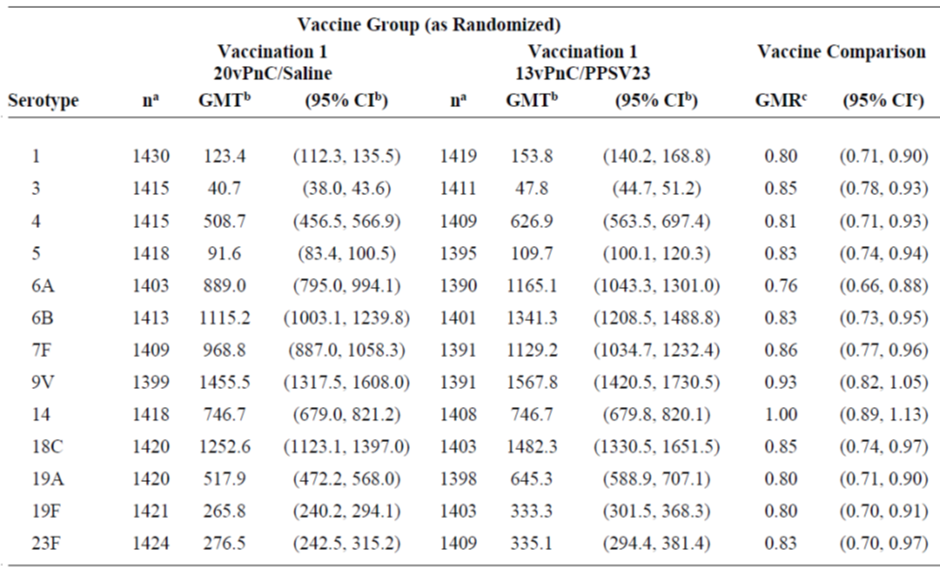 Vaccine Group (as Randomized)
Vaccination 1 Vaccination 1 Vaccine Comparison
20vPnC/Saline 13vPnC/PPSV23
Serotype nᵃ GMTᵇ (95% CIᵇ) nᵃ GMTᵇ (95% CIᵇ) GMRᶜ (95% CIᶜ)
1 1430 123.4 (112.3, 135.5) 1419 153.8 (140.2, 168.8) 0.80 (0.71, 0.90)
3 1415 40.7 (38.0, 43.6) 1411 47.8 (44.7, 51.2) 0.85 (0.78, 0.93)
4 1415 508.7 (456.5, 566.9) 1409 626.9 (563.5, 697.4) 0.81 (0.71, 0.93)
5 1418 91.6 (83.4, 100.5) 1395 109.7 (100.1, 120.3) 0.83 (0.74, 0.94)
6A 1403 889.0 (795.0, 994.1) 1390 1165.1 (1043.3, 1301.0) 0.76 (0.66, 0.88)
6B 1413 1115.2 (1003.1, 1239.8) 1401 1341.3 (1208.5, 1488.8) 0.83 (0.73, 0.95)
7F 1409 968.8 (887.0, 1058.3) 1391 1129.2 (1034.7, 1232.4) 0.86 (0.77, 0.96)
9V 1399 1455.5 (1317.5, 1608.0) 1391 1567.8 (1420.5, 1730.5) 0.93 (0.82, 1.05)
14 1418 746.7 (679.0, 821.2) 1408 746.7 (679.8, 820.1) 1.00 (0.89, 1.13)
18C 1420 1252.6 (1123.1, 1397.0) 1403 1482.3 (1330.5, 1651.5) 0.85 (0.74, 0.97)
19A 1420 517.9 (472.2, 568.0) 1398 645.3 (588.9, 707.1) 0.80 (0.71, 0.90)
19F 1421 265.8 (240.2, 294.1) 1403 333.3 (301.5, 368.3) 0.80 (0.70, 0.91)
23F 1424 276.5 (242.5, 315.2) 1409 335.1 (294.4, 381.4) 0.83 (0.70, 0.97)